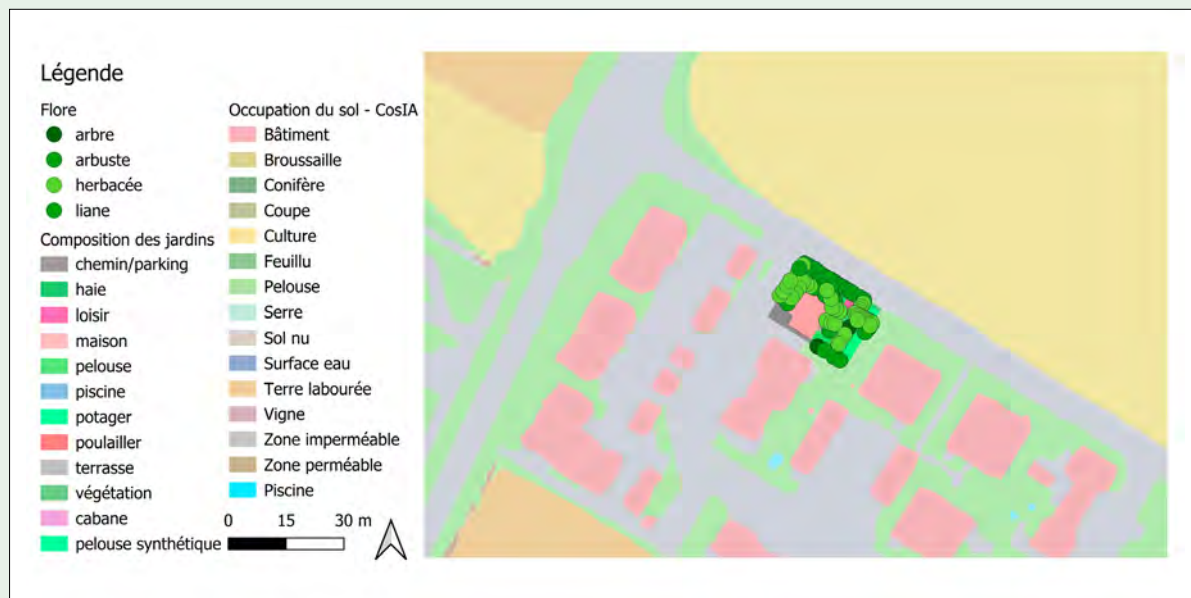 Légende
Flore
arbre
arbuste
herbacée
liane
Composition des jardins
chemin/parking
haie
loisir
maison
pelouse
piscine
potager
poulailler
terrasse
végétation
cabane
pelouse synthétique
Occupation du sol - CosIA
Bâtiment
Broussaille
Conifère
Coupe
Culture
Feuillu
Pelouse
Serre
Sol nu
Surface eau
Terre labourée
Vigne
Zone imperméable
Zone perméable
Piscine
0 15 30 m